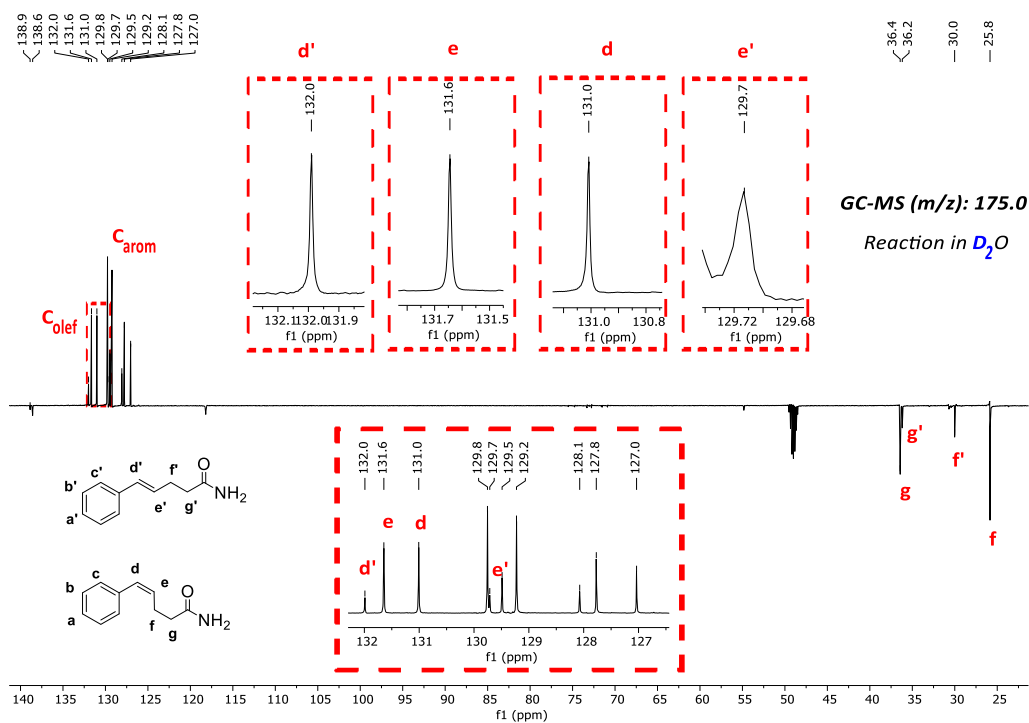 138.9
138.6
132.0
131.6
131.0
129.8
129.7
129.5
129.2
128.1
127.8
127.0
36.4
36.2
30.0
25.8
d' e d e'
132.0
131.6
131.0
129.7
132.1 132.0 131.9
f1 (ppm)
131.7 131.5
f1 (ppm)
131.0 130.8
f1 (ppm)
129.72 129.68
f1 (ppm)
GC-MS (m/z): 175.0
Reaction in D2O
Carom
Colef
g'
g
f'
f
132.0
131.6
131.0
129.8
129.7
129.5
129.2
128.1
127.8
127.0
d' e d e'
132 131 130 129 128 127
f1 (ppm)
c' d' f' O
b' NH2
e' g'
a'
c d
b e O
a NH2
f g
140 135 130 125 120 115 110 105 100 95 90 85 80 75 70 65 60 55 50 45 40 35 30 25
f1 (ppm)